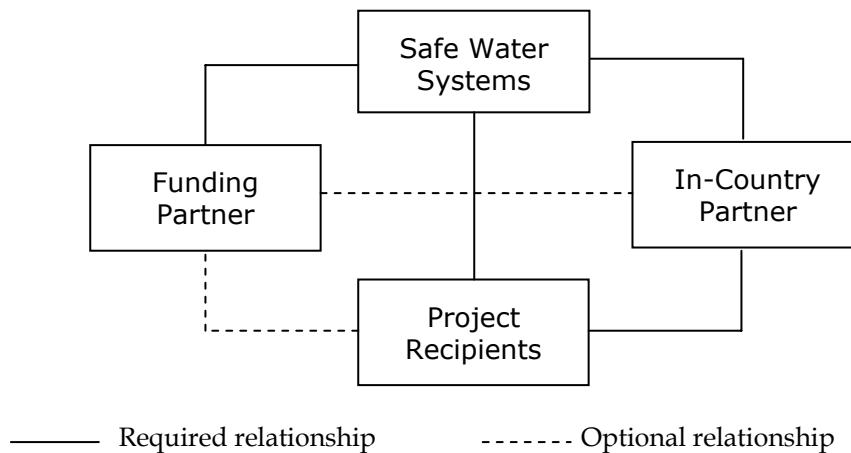 Safe Water
Systems
Funding
Partner
In-Country
Partner
Project
Recipients
Required relationship
Optional relationship